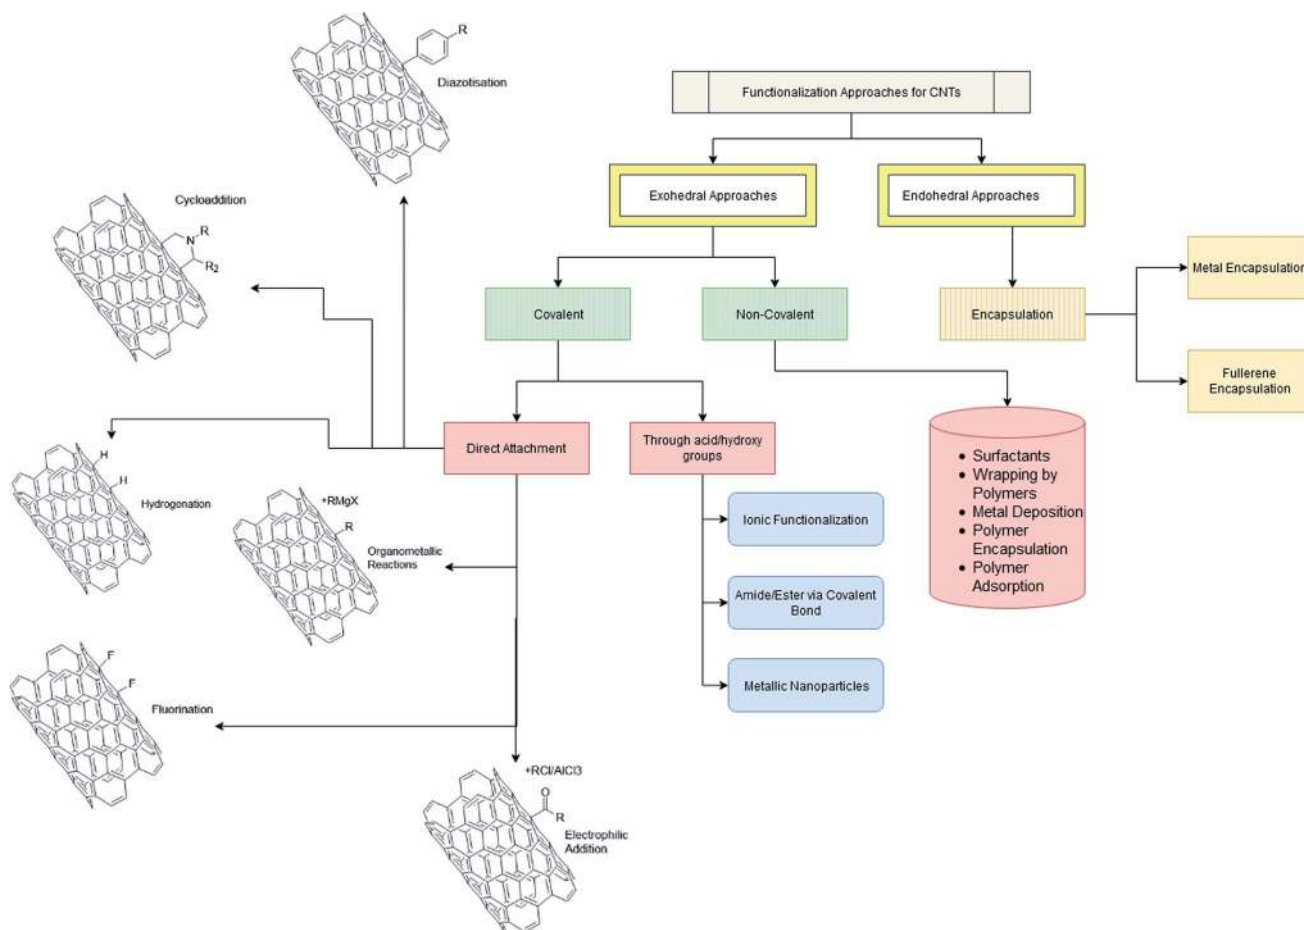 R
Diazotisation
Functionalization Approaches for CNTs
Exohedral Approaches
Endohedral Approaches
Cycloaddition
R
N
R2
Metal Encapsulation
Covalent
Non-Covalent
Encapsulation
Fullerene
Encapsulation
Direct Attachment
Through acid/hydroxy
groups
• Surfactants
• Wrapping by
Polymers
• Metal Deposition
• Polymer
Encapsulation
• Polymer
Adsorption
H
H
Hydrogonation
+RMgX
R
Organometallic
Reactions
Ionic Functionalization
Amide/Ester via Covalent
Bond
Metallic Nanoparticles
F
F
Fluorination
+RCl/AlCl3
O
R
Electrophilic
Addition